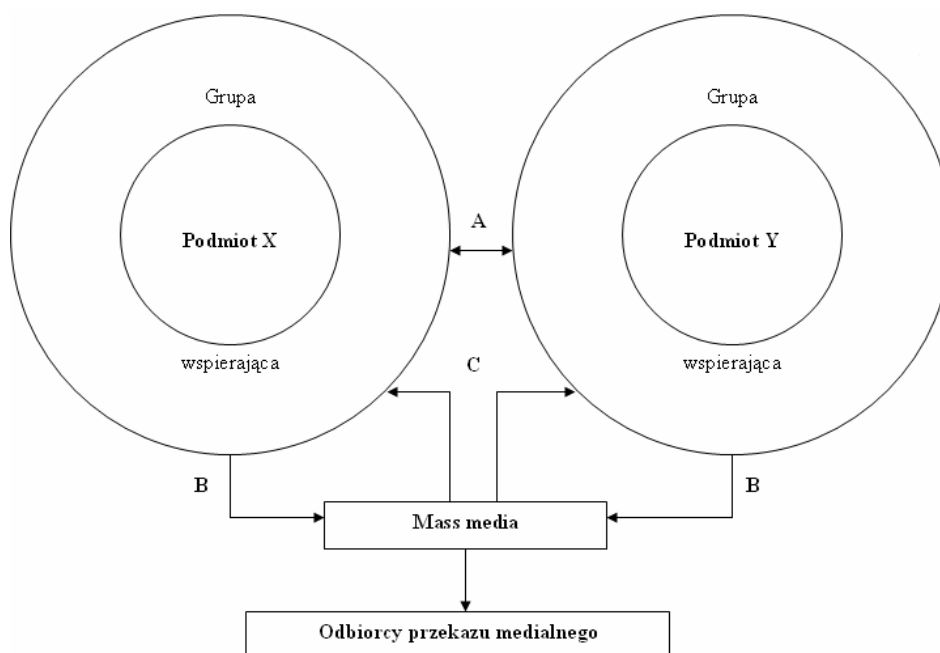 Grupa
Grupa
Podmiot X
A
Podmiot Y
wspierająca
C
wspierająca
B
B
Mass media
Odbiorcy przekazu medialnego